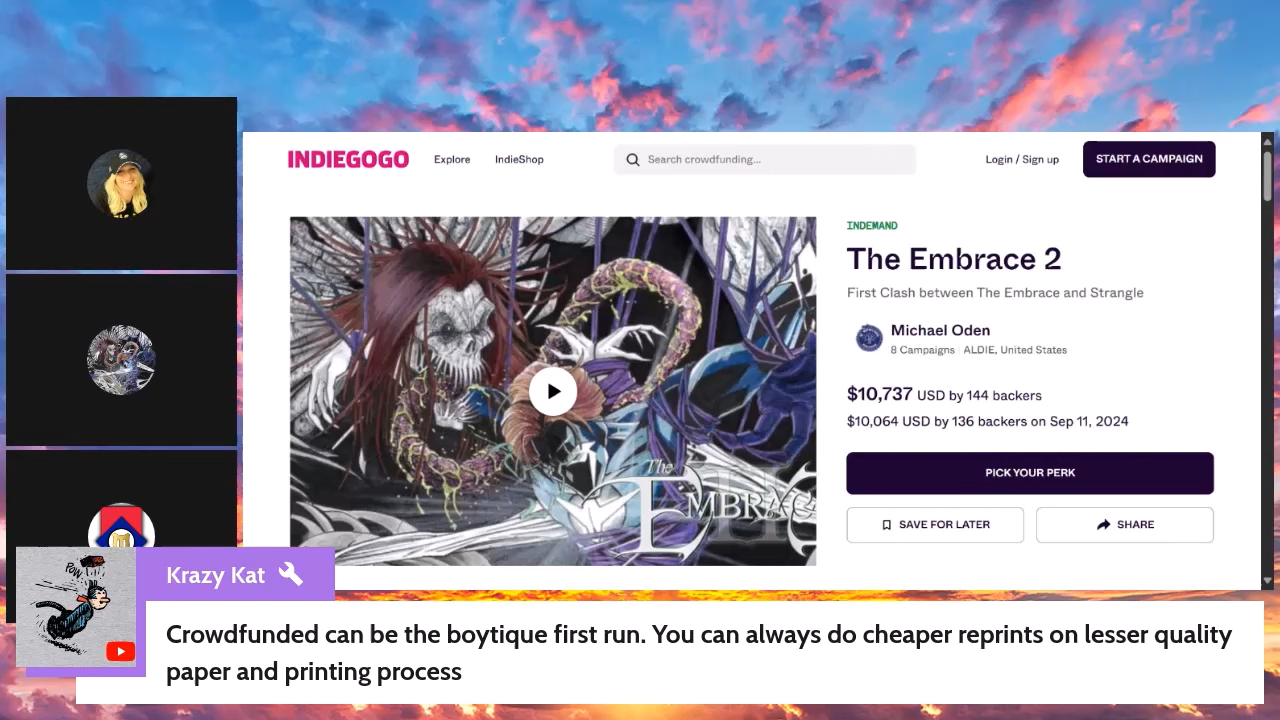 INDIEGOGO
Explore
IndieShop
Search crowdfunding...
Login / Sign up
START A CAMPAIGN
INDEMAND
The Embrace 2
First Clash between The Embrace and Strangle
Michael Oden
8 Campaigns · ALDIE, United States
$10,737 USD by 144 backers
$10,064 USD by 136 backers on Sep 11, 2024
PICK YOUR PERK
SAVE FOR LATER
SHARE
The
EMBRACE
POW
Krazy Kat
Crowdfunded can be the boytique first run. You can always do cheaper reprints on lesser quality
paper and printing process